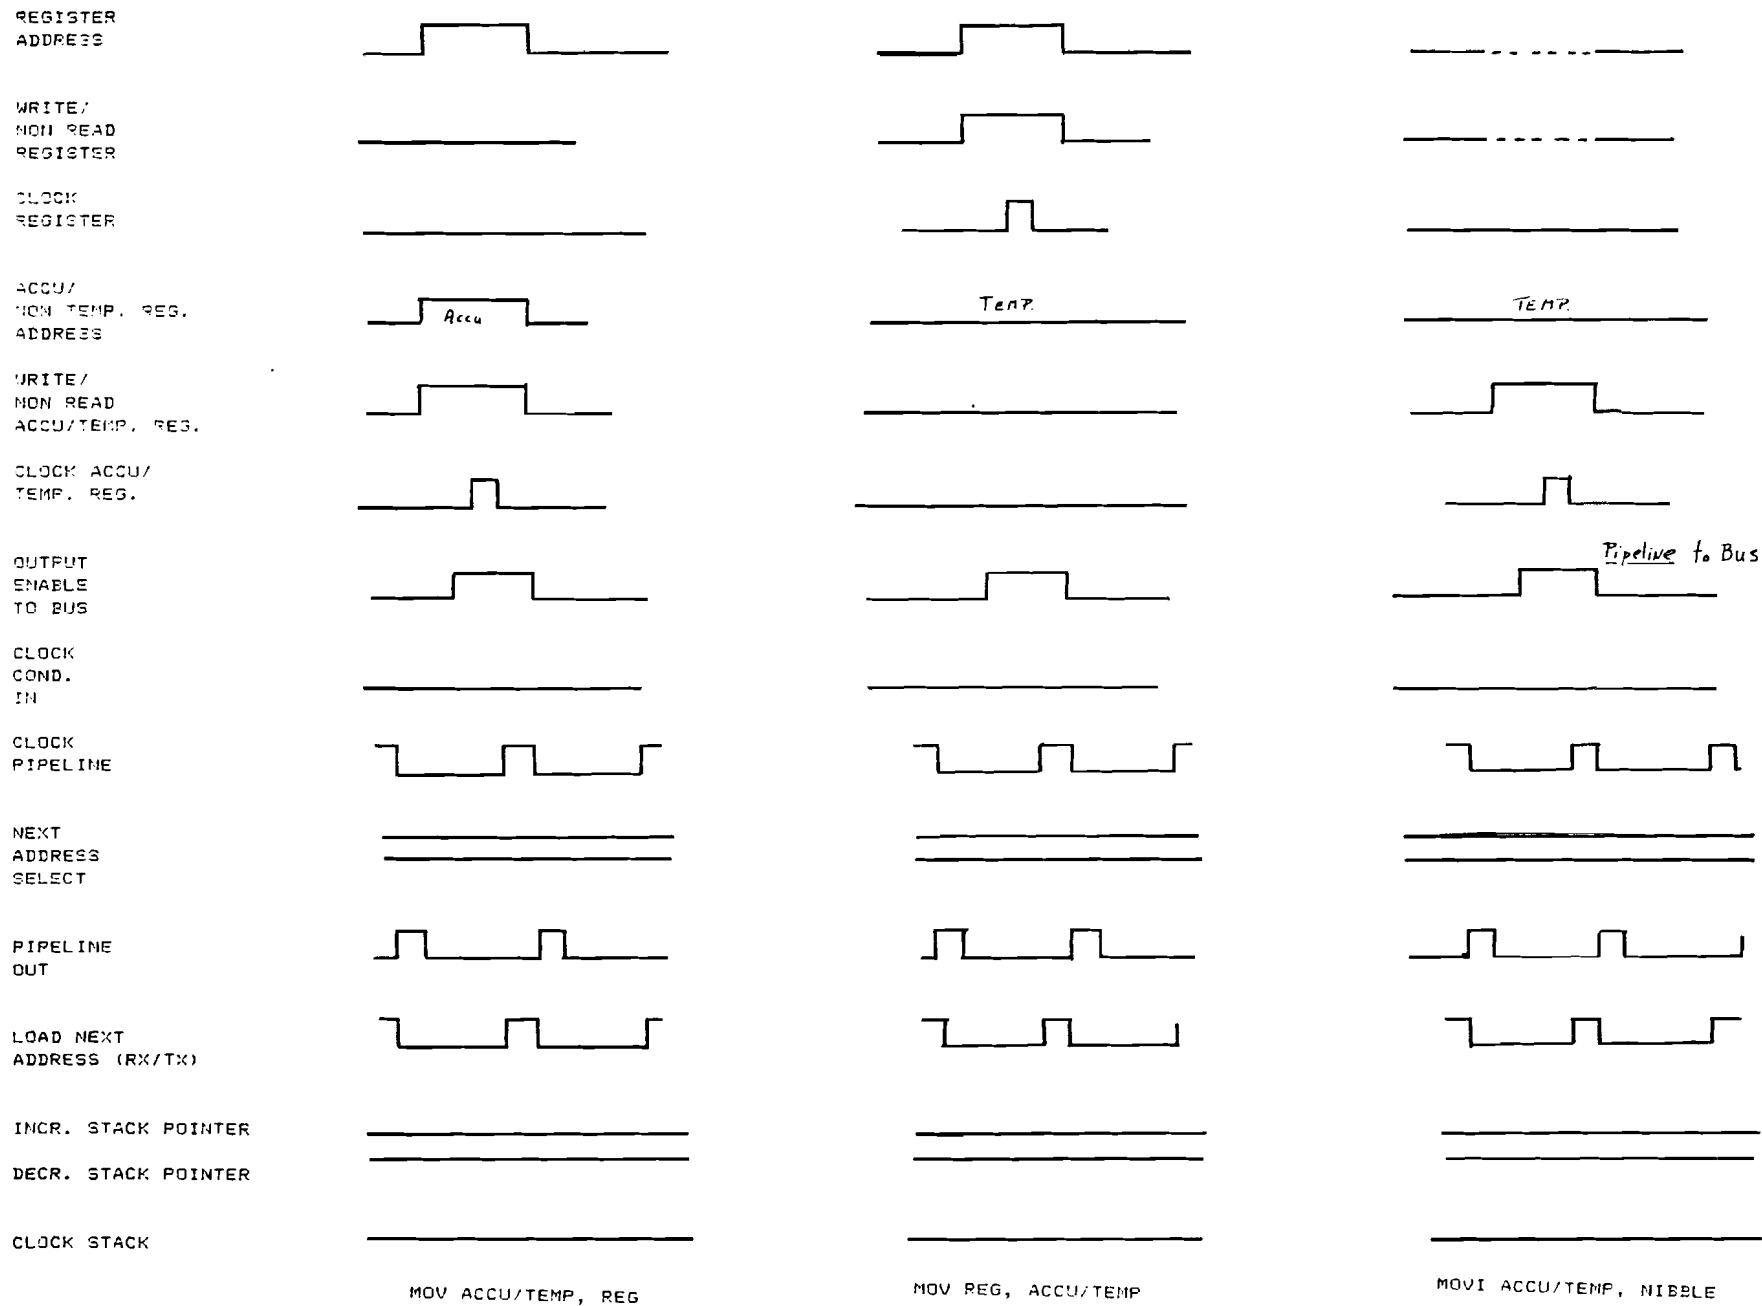 REGISTER
ADDRESS
WRITE/
NON READ
REGISTER
CLOCK
REGISTER
ACCU/
NON TEMP. REG.
ADDRESS
Accu
TEMP.
TEMP.
WRITE/
NON READ
ACCU/TEMP. REG.
CLOCK ACCU/
TEMP. REG.
OUTPUT
ENABLE
TO BUS
Pipeline to Bus
CLOCK
COND.
IN
CLOCK
PIPELINE
NEXT
ADDRESS
SELECT
PIPELINE
OUT
LOAD NEXT
ADDRESS (RX/TX)
INCR. STACK POINTER
DECR. STACK POINTER
CLOCK STACK
MOV ACCU/TEMP, REG
MOV REG, ACCU/TEMP
MOVI ACCU/TEMP, NIBBLE